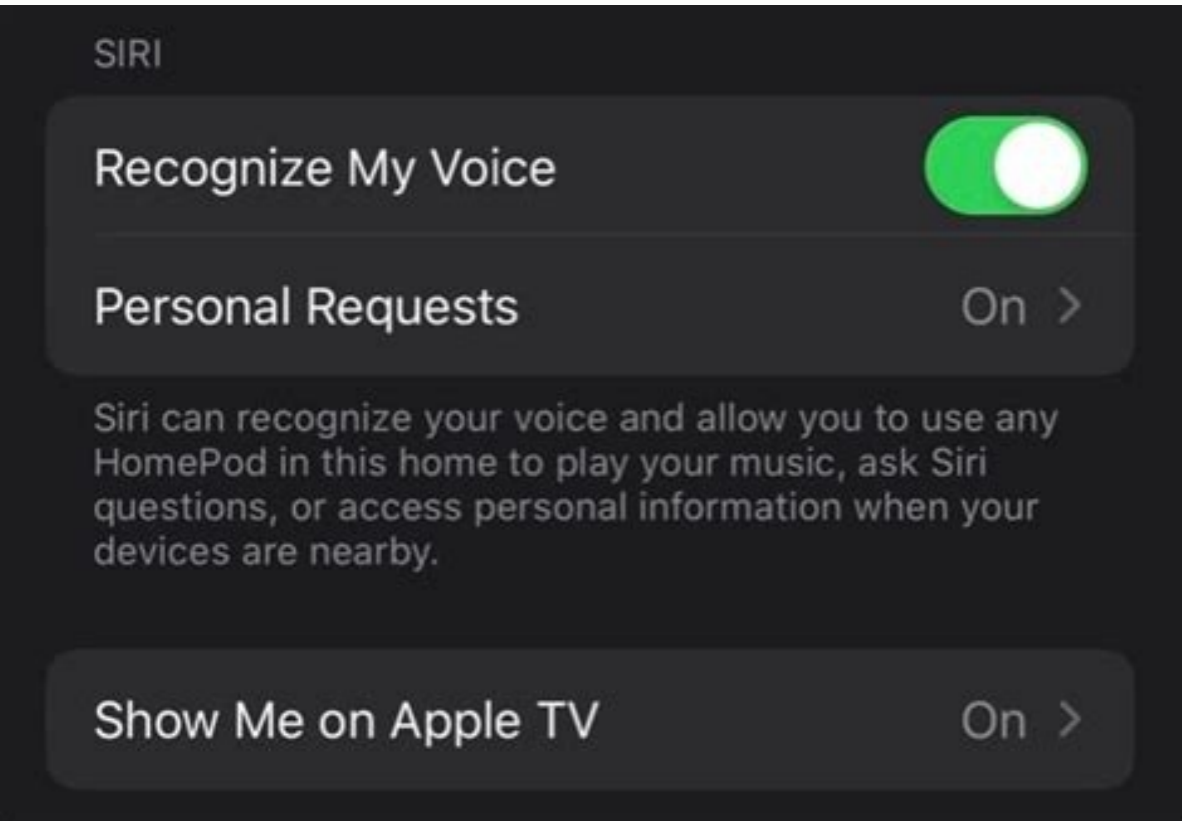 SIRI
Recognize My Voice
Personal Requests On
Siri can recognize your voice and allow you to use any
HomePod in this home to play your music, ask Siri
questions, or access personal information when your
devices are nearby.
Show Me on Apple TV On